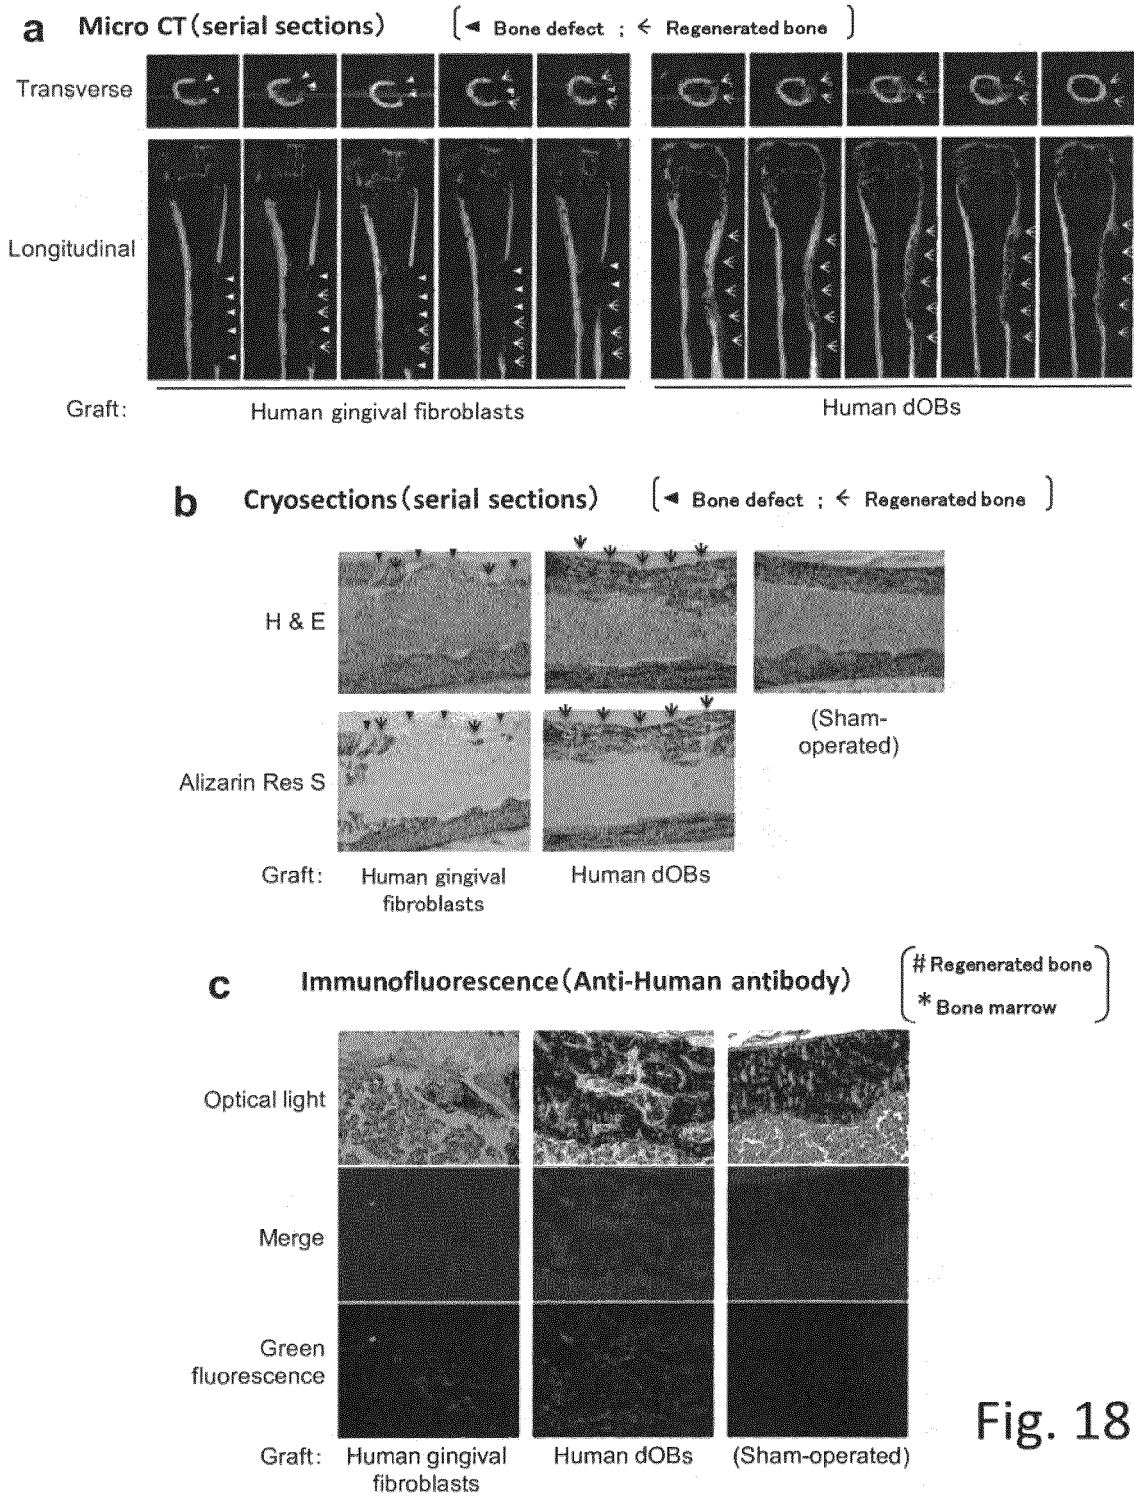 a Micro CT(serial sections) (◄ Bone defect ; ← Regenerated bone)
Transverse
Longitudinal
Graft: Human gingival fibroblasts Human dOBs
b Cryosections(serial sections) (◄ Bone defect ; ← Regenerated bone)
H & E
(Sham-
operated)
Alizarin Res S
Graft: Human gingival
fibroblasts
Human dOBs
c Immunofluorescence(Anti-Human antibody)
# Regenerated bone
* Bone marrow
Optical light
Merge
Green
fluorescence
Graft: Human gingival
fibroblasts
Human dOBs
(Sham-operated)
Fig. 18